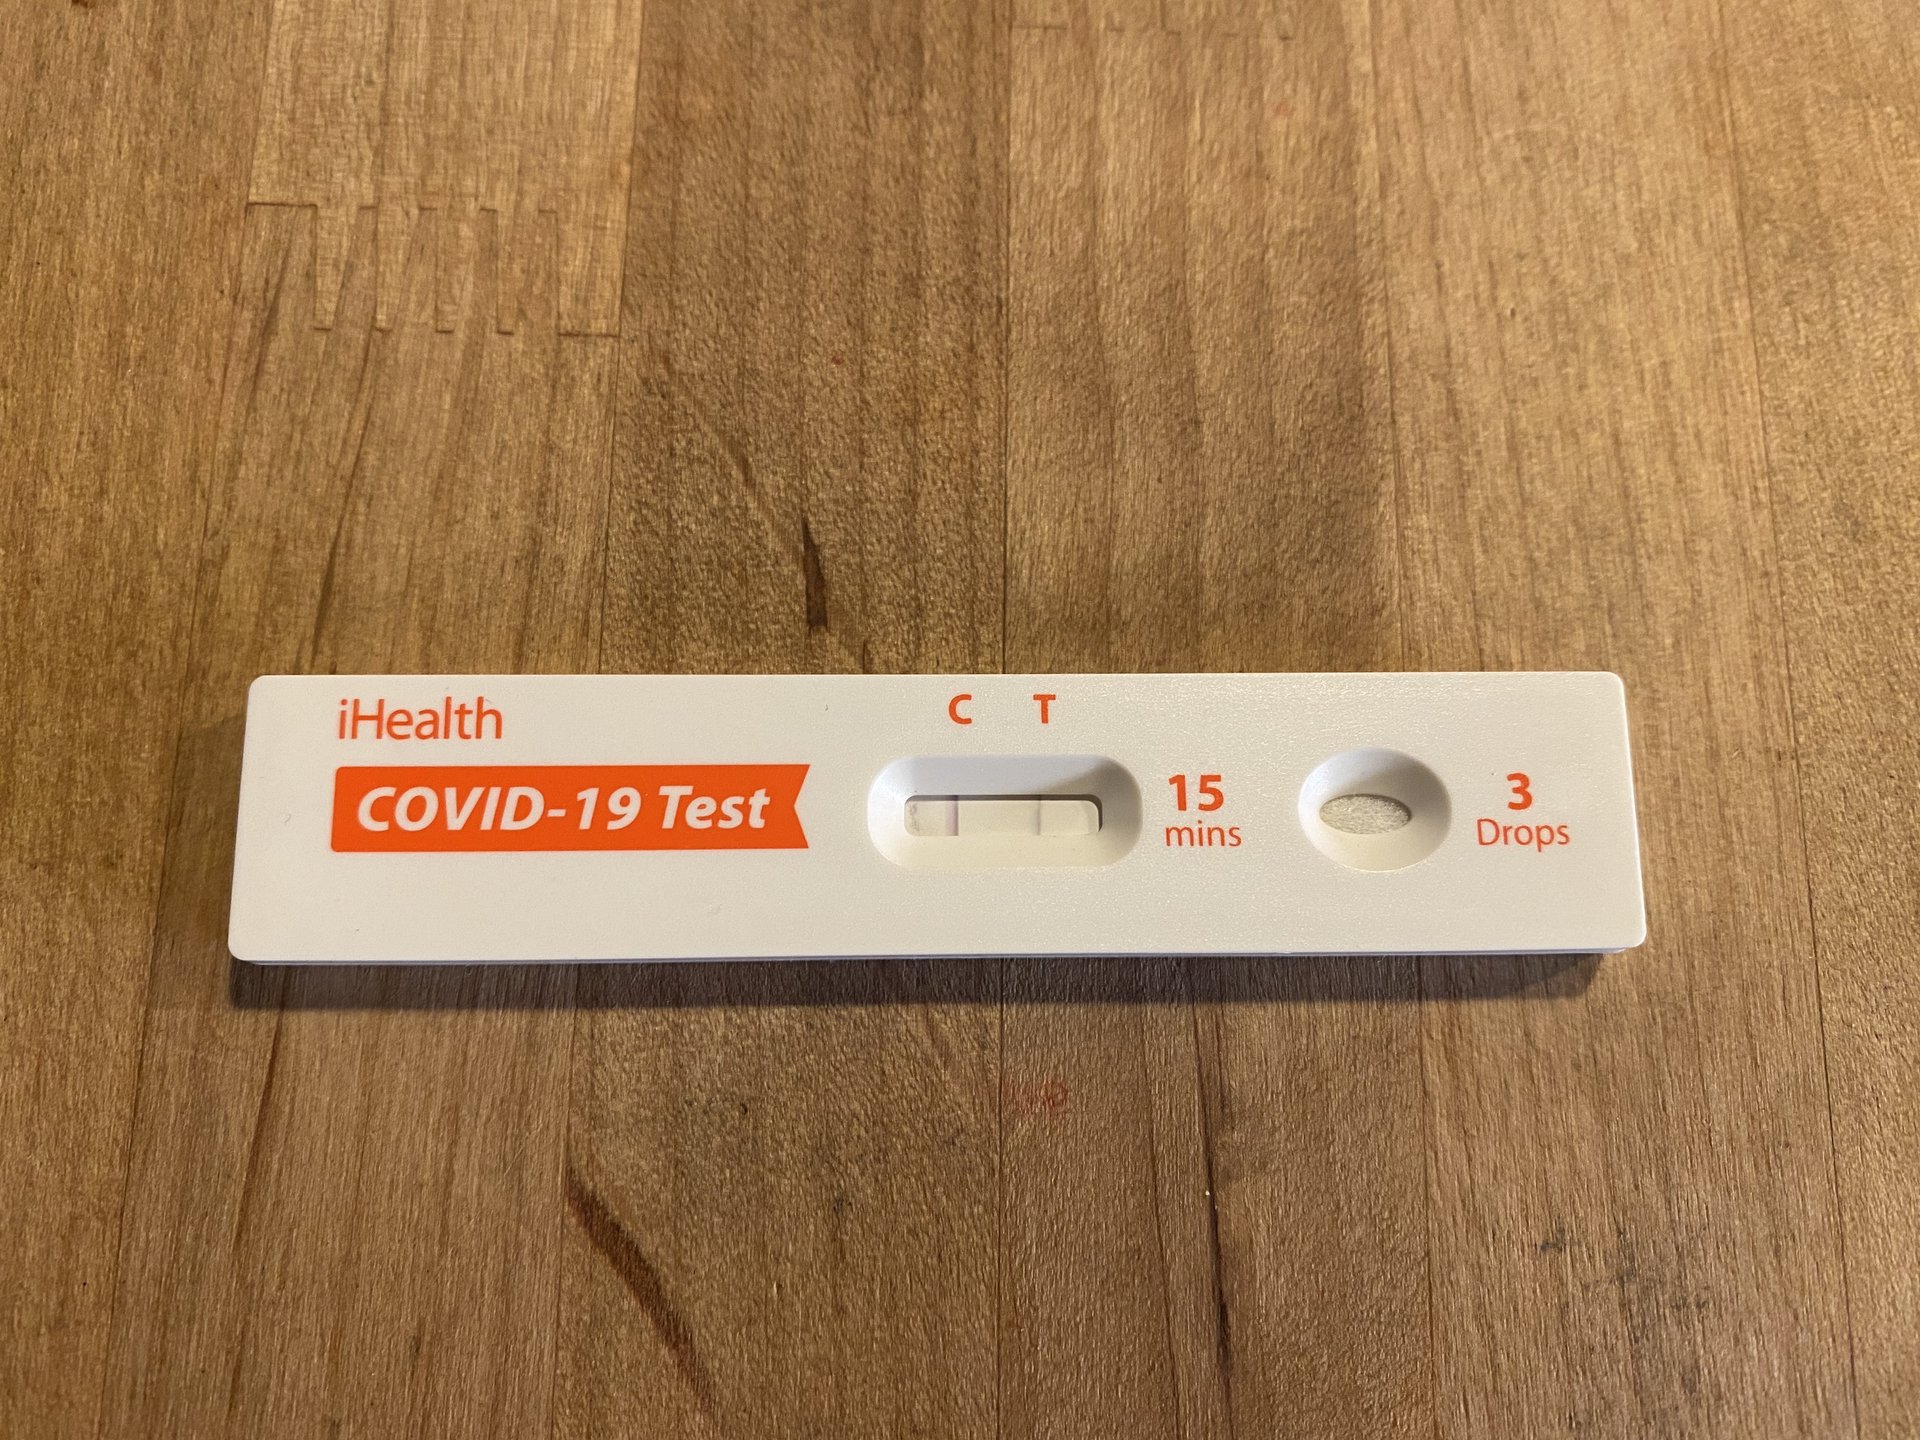 iHealth
COVID-19 Test
C T
15
mins
3
Drops